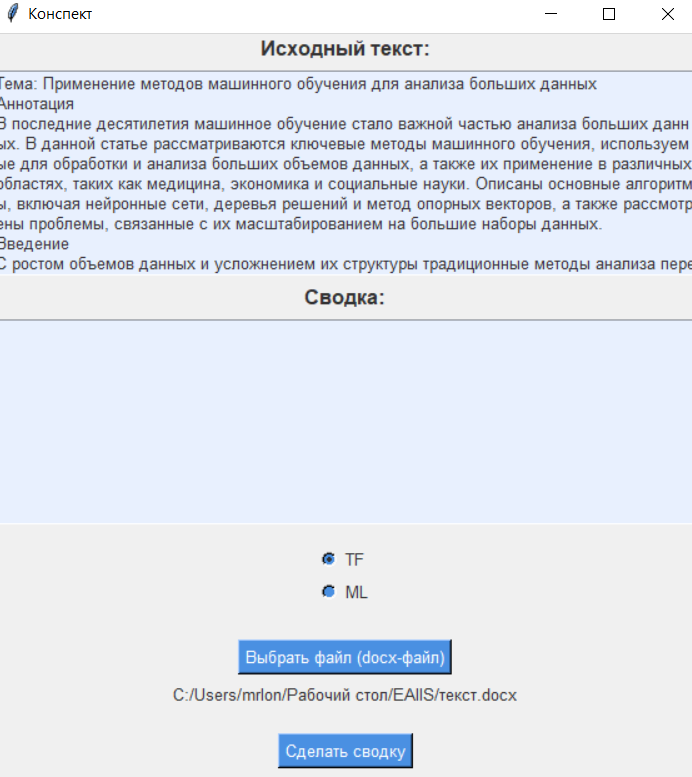 Конспект
Исходный текст:
Тема: Применение методов машинного обучения для анализа больших данных
Аннотация
В последние десятилетия машинное обучение стало важной частью анализа больших данн
ых. В данной статье рассматриваются ключевые методы машинного обучения, используем
ые для обработки и анализа больших объемов данных, а также их применение в различных
областях, таких как медицина, экономика и социальные науки. Описаны основные алгоритм
ы, включая нейронные сети, деревья решений и метод опорных векторов, а также рассмотр
ены проблемы, связанные с их масштабированием на большие наборы данных.
Введение
С ростом объемов данных и усложнением их структуры традиционные методы анализа пере
Сводка:
TF
ML
Выбрать файл (docx-файл)
C:/Users/mrlon/Рабочий стол/EAIIS/текст.docx
Сделать сводку